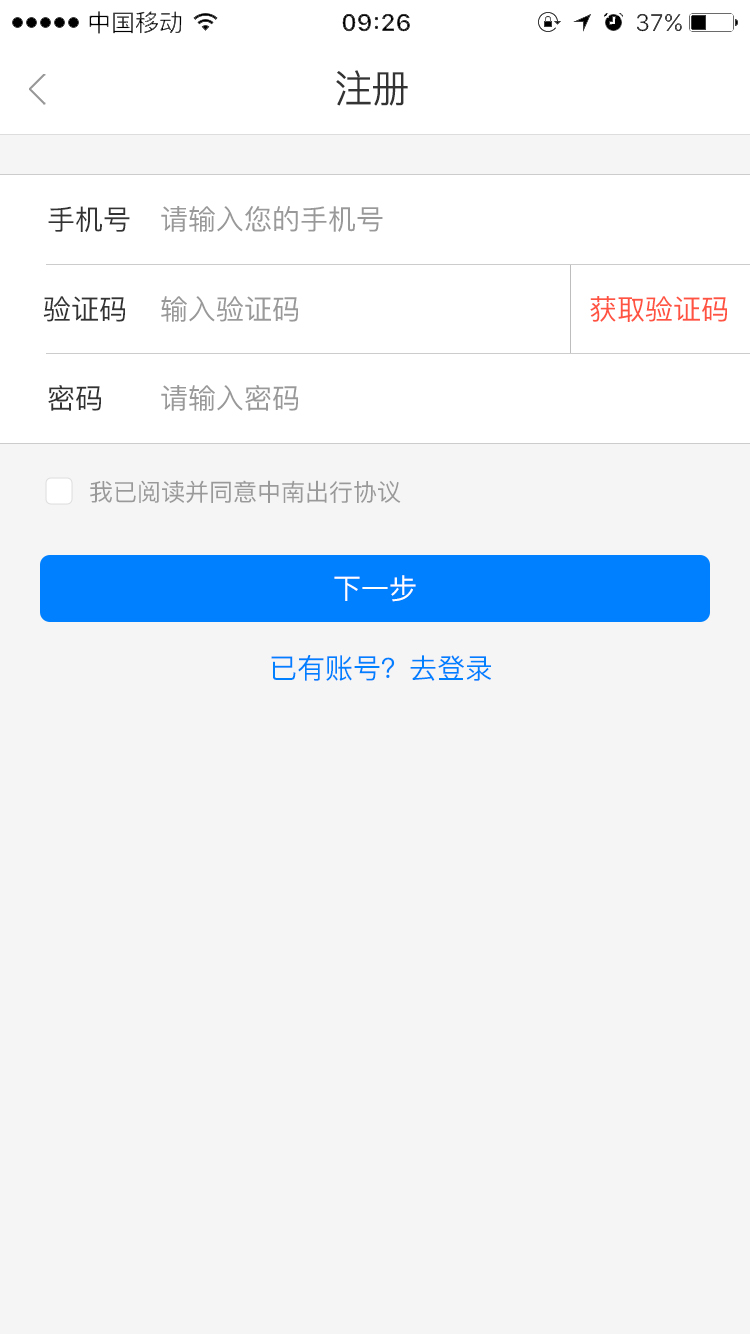 中国移动 09:26 37%
注册
手机号 请输入您的手机号
验证码 输入验证码 获取验证码
密码 请输入密码
我已阅读并同意中南出行协议
下一步
已有账号? 去登录